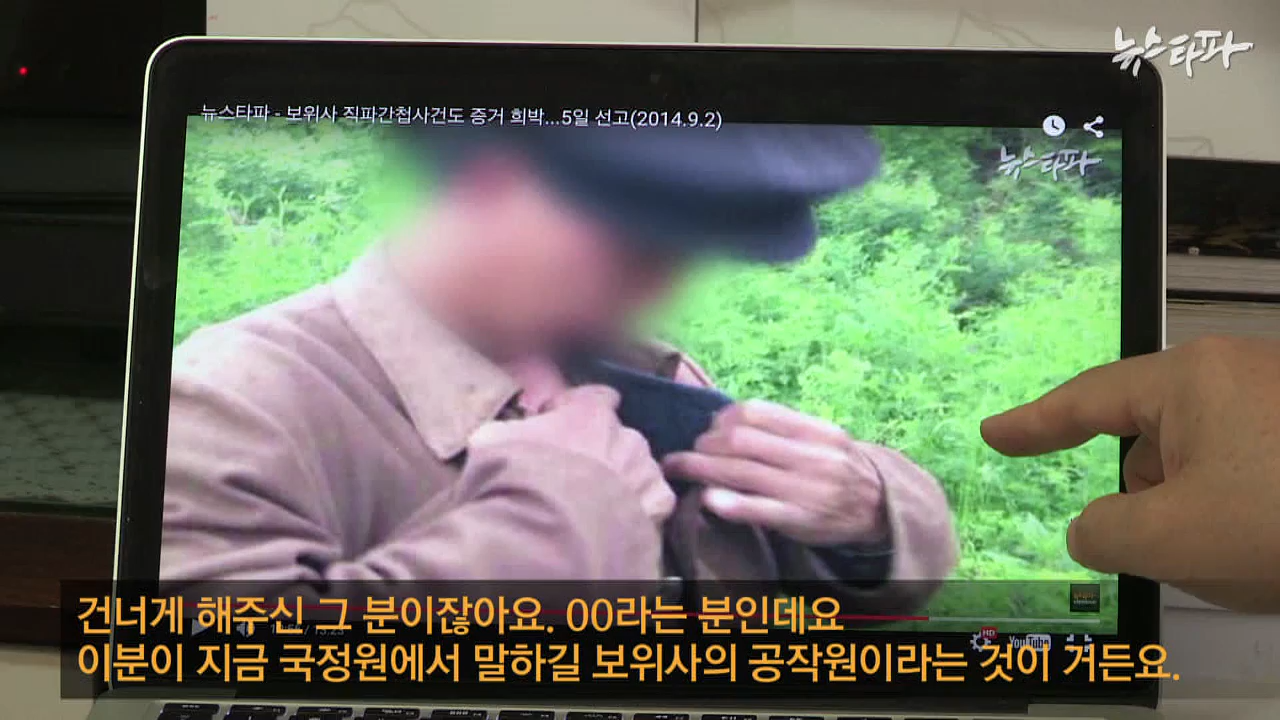 뉴스타파
뉴스타파 - 보위사 직파간첩사건도 증거 희박...5일 선고(2014.9.2)
뉴스타파
건너게 해주신 그 분이잖아요. 00라는 분인데요
HD
YouTube
이분이 지금 국정원에서 말하길 보위사의 공작원이라는 것이 거든요.